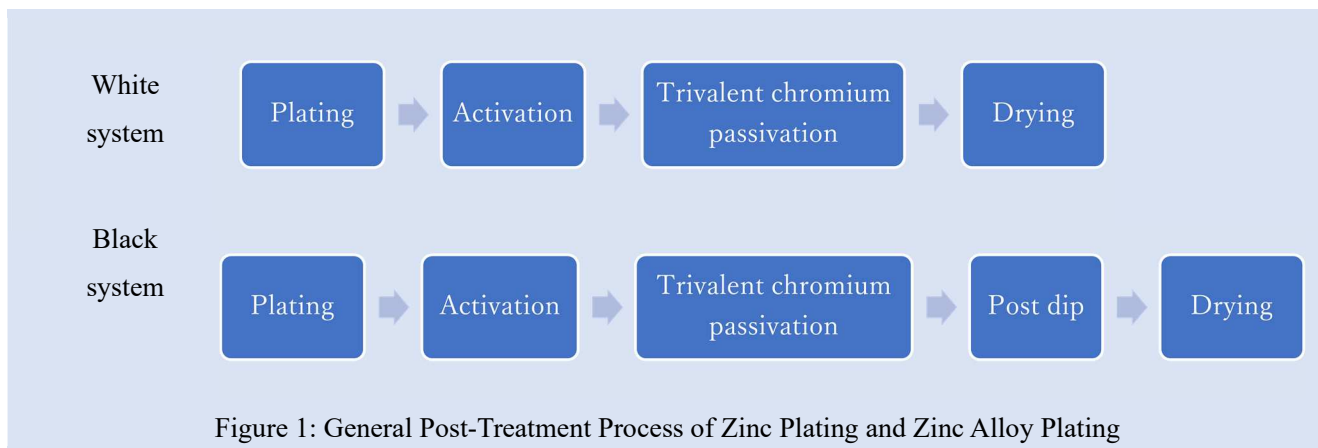 White
system
Plating
Activation
Trivalent chromium
passivation
Drying
Black
system
Plating
Activation
Trivalent chromium
passivation
Post dip
Drying
Figure 1: General Post-Treatment Process of Zinc Plating and Zinc Alloy Plating